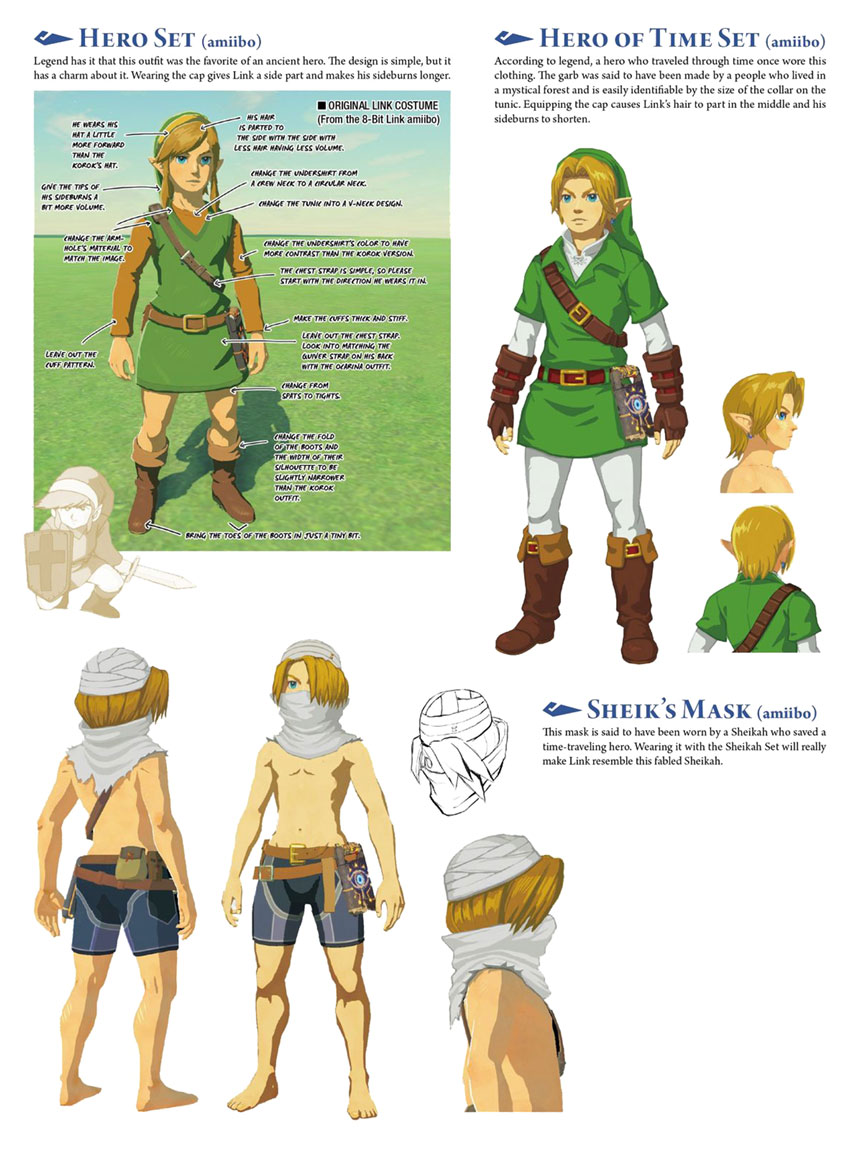 HERO SET (amiibo)
Legend has it that this outfit was the favorite of an ancient hero. The design is simple, but it
has a charm about it. Wearing the cap gives Link a side part and makes his sideburns longer.
■ ORIGINAL LINK COSTUME
(From the 8-Bit Link amiibo)
HE WEARS HIS
HAT A LITTLE
MORE FORWARD
THAN THE
KOROK'S HAT.
HIS HAIR
IS PARTED TO
THE SIDE WITH THE SIDE WITH
LESS HAIR HAVING LESS VOLUME.
GIVE THE TIPS OF
HIS SIDEBURNS A
BIT MORE VOLUME.
CHANGE THE UNDERSHIRT FROM
A CREW NECK TO A CIRCULAR NECK.
CHANGE THE TUNIC INTO A V-NECK DESIGN.
CHANGE THE ARM-
HOLE'S MATERIAL TO
MATCH THE IMAGE.
CHANGE THE UNDERSHIRT'S COLOR TO HAVE
MORE CONTRAST THAN THE KOROK VERSION.
THE CHEST STRAP IS SIMPLE, SO PLEASE
START WITH THE DIRECTION HE WEARS IT IN.
MAKE THE CUFFS THICK AND STIFF.
LEAVE OUT THE
CUFF PATTERN.
LEAVE OUT THE CHEST STRAP.
LOOK INTO MATCHING THE
QUIVER STRAP ON HIS BACK
WITH THE OCARINA OUTFIT.
CHANGE FROM
SPATS TO TIGHTS.
CHANGE THE FOLD
OF THE BOOTS AND
THE WIDTH OF THEIR
SILHOUETTE TO BE
SLIGHTLY NARROWER
THAN THE KOROK
OUTFIT.
BRING THE TOES OF THE BOOTS IN JUST A TINY BIT.
HERO OF TIME SET (amiibo)
According to legend, a hero who traveled through time once wore this
clothing. The garb was said to have been made by a people who lived in
a mystical forest and is easily identifiable by the size of the collar on the
tunic. Equipping the cap causes Link's hair to part in the middle and his
sideburns to shorten.
SHEIK'S MASK (amiibo)
This mask is said to have been worn by a Sheikah who saved a
time-traveling hero. Wearing it with the Sheikah Set will really
make Link resemble this fabled Sheikah.